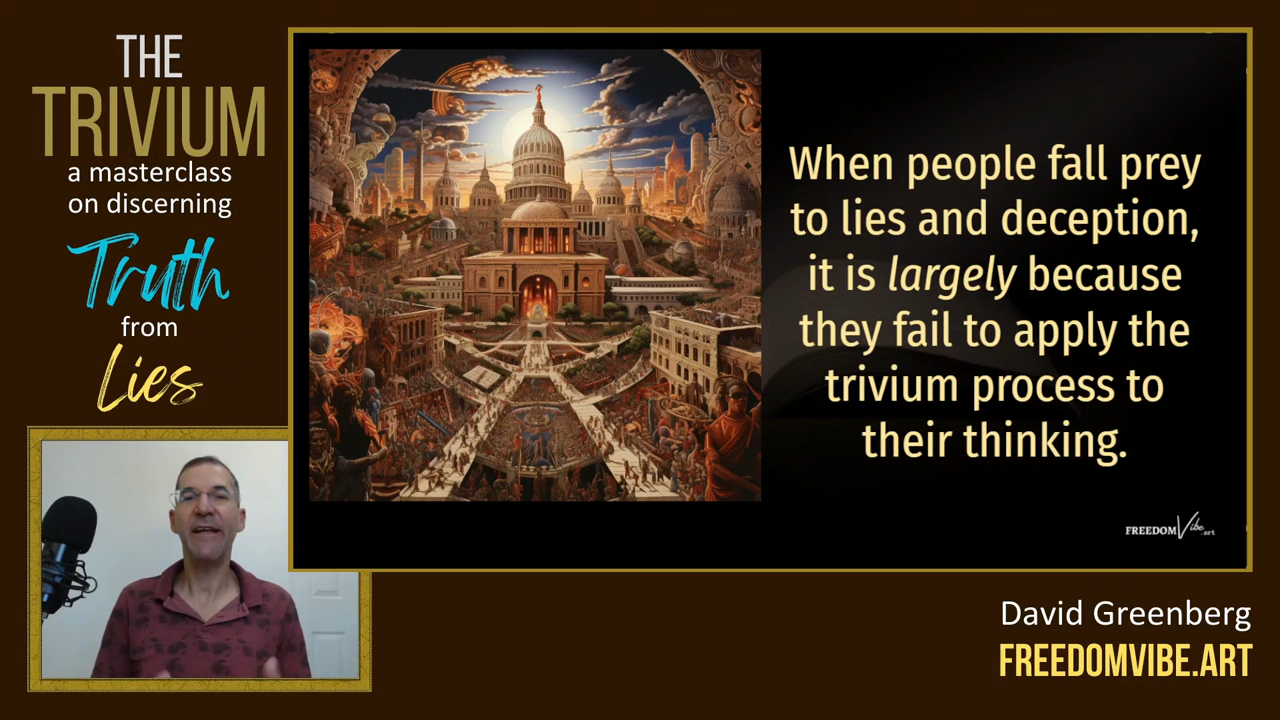 THE
TRIVIUM
a masterclass
on discerning
Truth
from
Lies
When people fall prey
to lies and deception,
it is largely because
they fail to apply the
trivium process to
their thinking.
FREEDOMVibe.art
David Greenberg
FREEDOMVIBE.ART